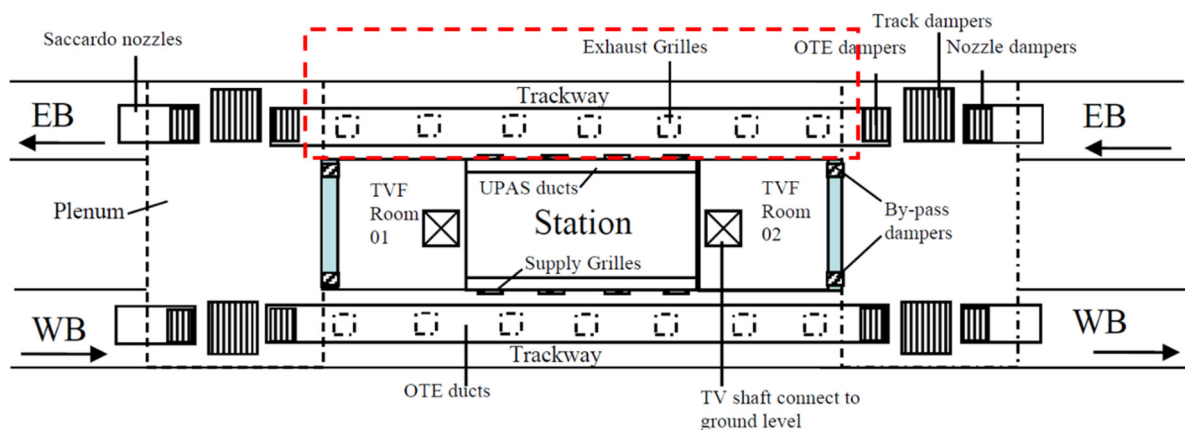 Track dampers
Saccardo nozzles
Exhaust Grilles
OTE dampers
Nozzle dampers
Trackway
EB
EB
UPAS ducts
TVF
Room
01
TVF
Room
02
Plenum
Station
By-pass
dampers
Supply Grilles
WB
WB
Trackway
OTE ducts
TV shaft connect to
ground level